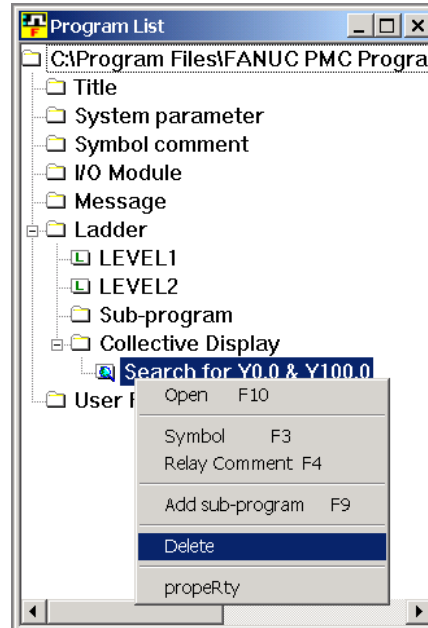 Program List
C:\Program Files\FANUC PMC Progra
Title
System parameter
Symbol comment
I/O Module
Message
Ladder
L LEVEL1
L LEVEL2
Sub-program
Collective Display
Search for Y0.0 & Y100.0
User F
Open F10
Symbol F3
Relay Comment F4
Add sub-program F9
Delete
propeRty